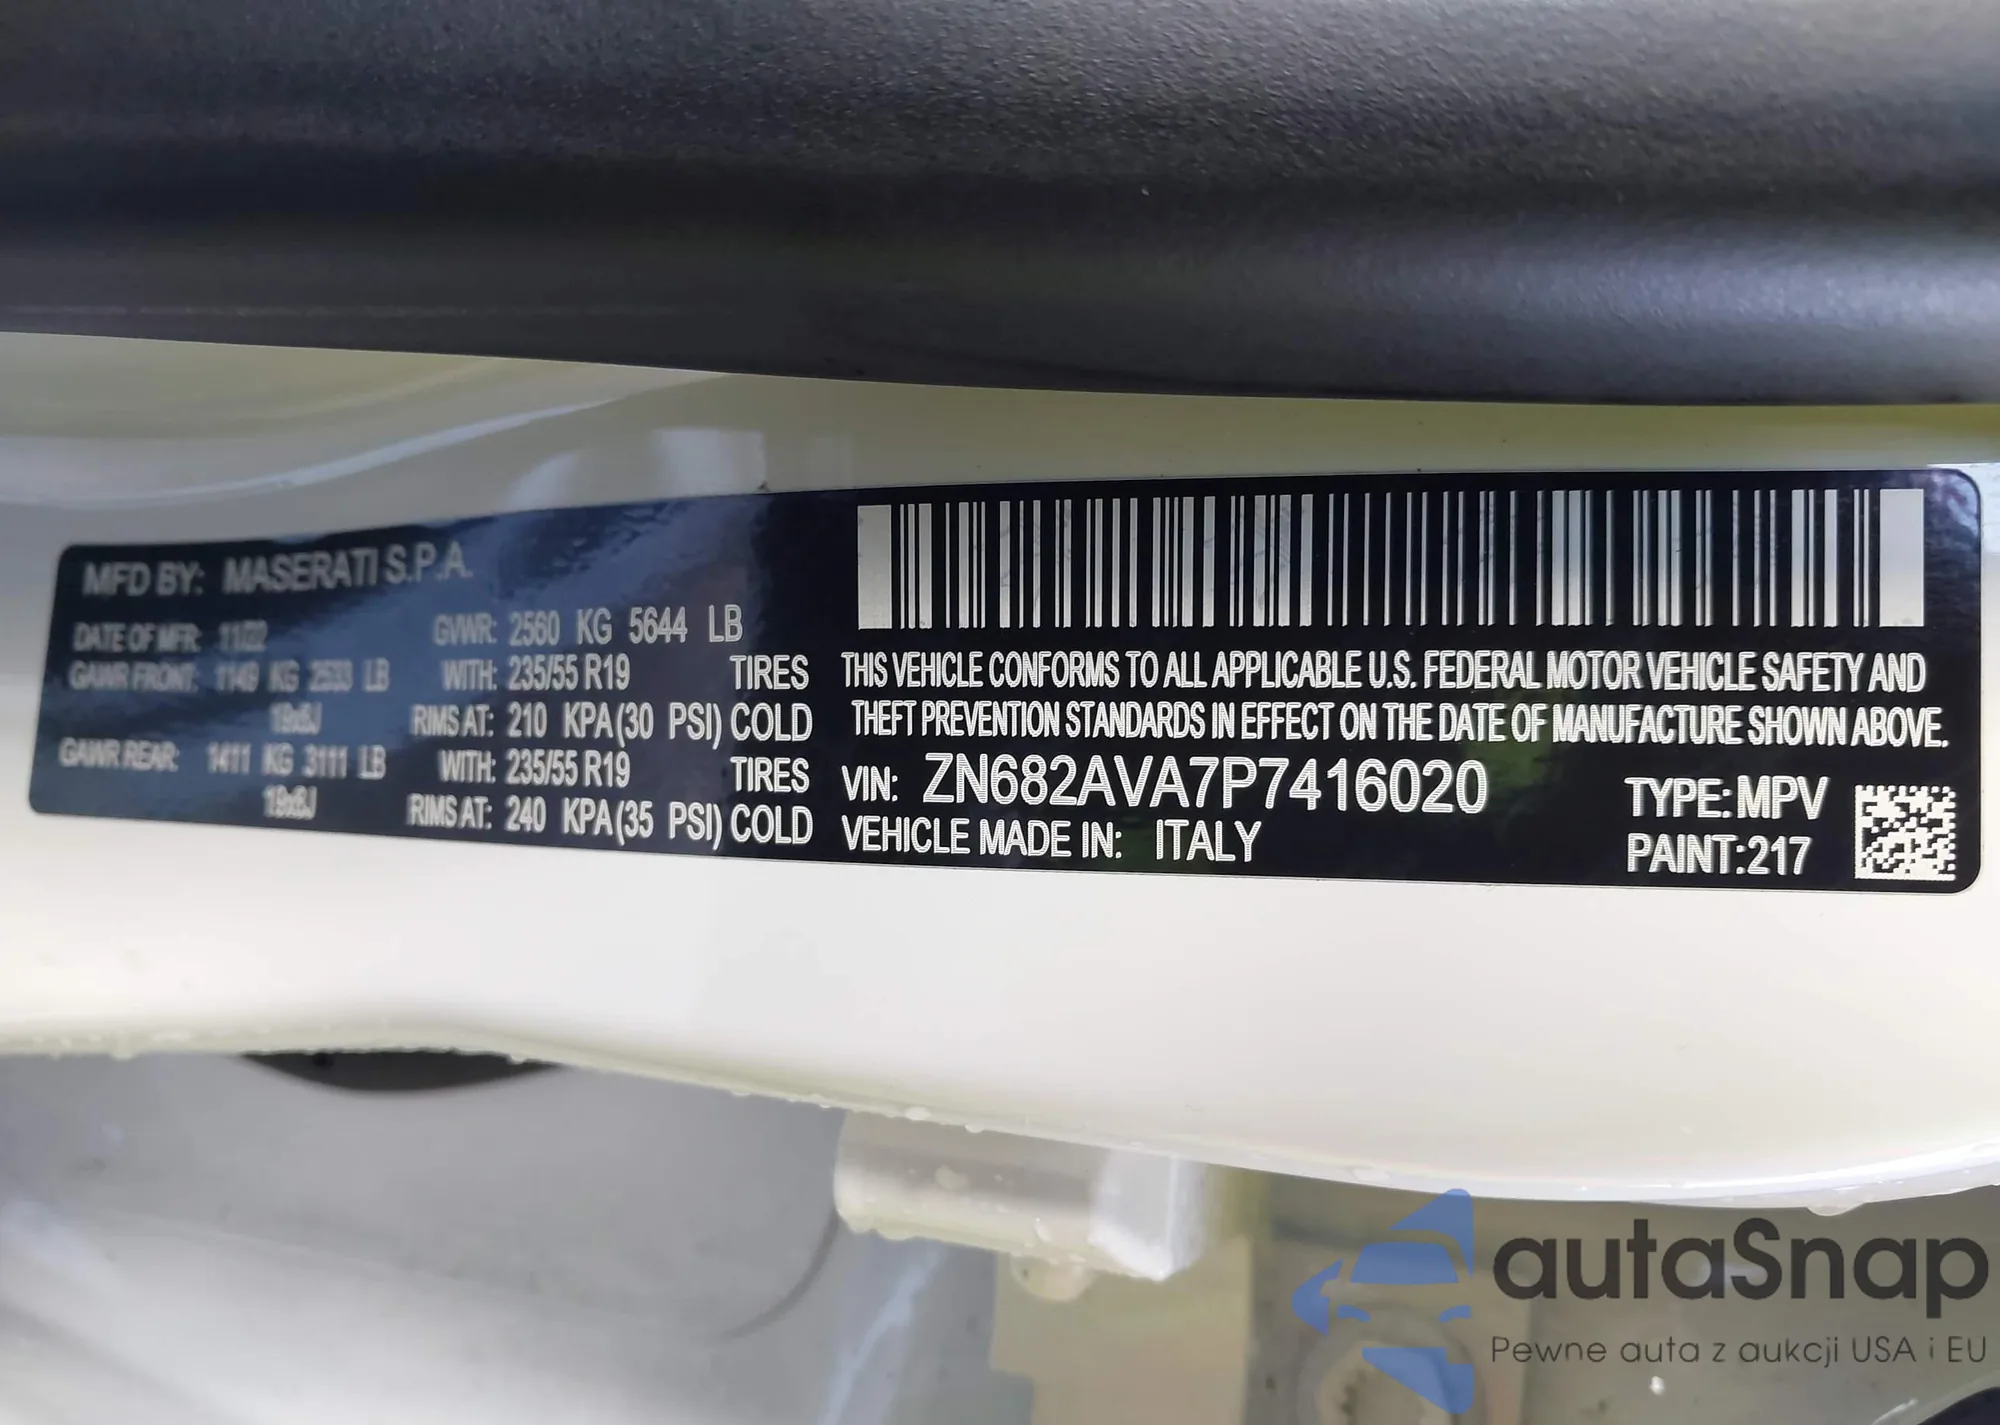 MFD BY: MASERATI S.P.A.
DATE OF MFR: 11/22 GVWR: 2560 KG 5644 LB
GAWR FRONT: 1149 KG 2533 LB WITH: 235/55 R19 TIRES
19x8J RIMS AT: 210 KPA(30 PSI) COLD
GAWR REAR: 1411 KG 3111 LB WITH: 235/55 R19 TIRES
19x8J RIMS AT: 240 KPA(35 PSI) COLD
THIS VEHICLE CONFORMS TO ALL APPLICABLE U.S. FEDERAL MOTOR VEHICLE SAFETY AND
THEFT PREVENTION STANDARDS IN EFFECT ON THE DATE OF MANUFACTURE SHOWN ABOVE.
VIN: ZN682AVA7P7416020 TYPE: MPV
VEHICLE MADE IN: ITALY PAINT:217
autaSnap
Pewne auta z aukcji USA i EU